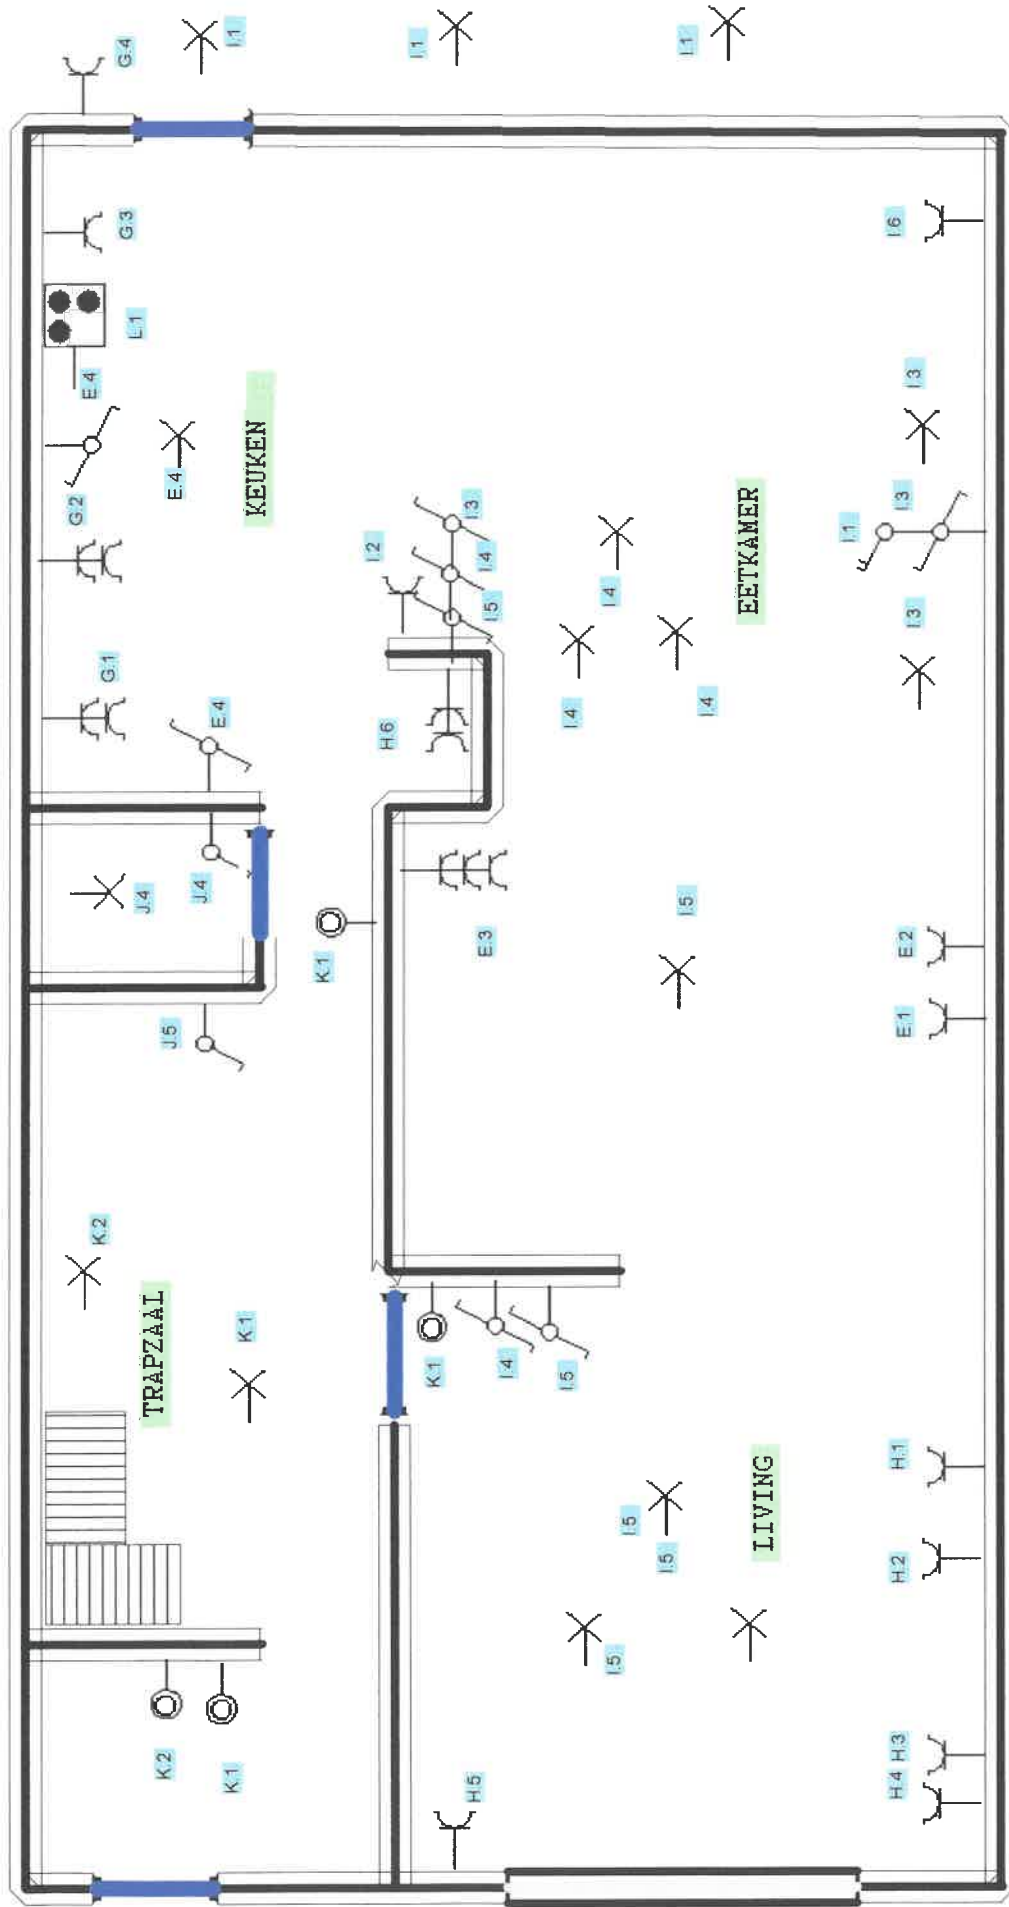 G.4
I.1
I.1
I.1
G.3
L.1
E.4
G.2
E.4
KEUKEN
G.1
E.4
I.6
I.3
I.3
I.1
I.3
EETKAMER
I.2
I.3
I.4
I.5
I.4
I.4
I.4
H.6
J.4
J.4
J.5
K.1
E.3
I.5
E.2
E.1
K.2
TRAPZAAL
K.1
K.1
I.4
I.5
K.2
K.1
H.5
I.5
I.5
I.5
LIVING
H.1
H.2
H.3
H.4